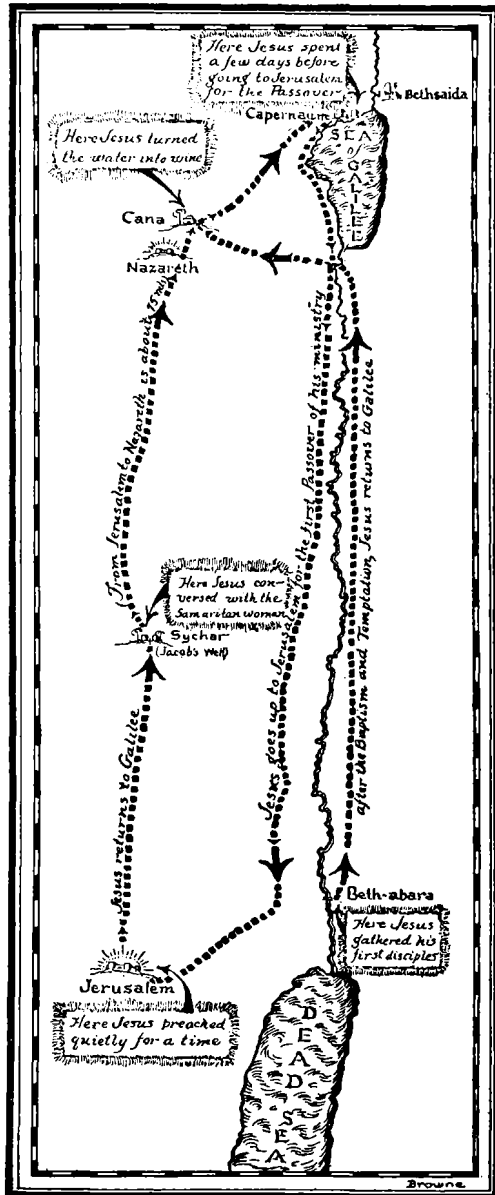 Here Jesus spent
a few days before
going to Jerusalem
for the Passover
Bethsaida
Capernaum
SEA
of
GALILEE
Here Jesus turned
the water into wine
Cana
Nazareth
(From Jerusalem to Nazareth is about 75 mi.)
Jesus goes up to Jerusalem for the first Passover of his ministry
after the Baptism and Temptation, Jesus returns to Galilee
Here Jesus con-
versed with the
Samaritan woman
Sychar
(Jacob's Well)
Jesus returns to Galilee
Beth-abara
Here Jesus
gathered his
first disciples
Jerusalem
Here Jesus preached
quietly for a time
DEAD SEA
Browne